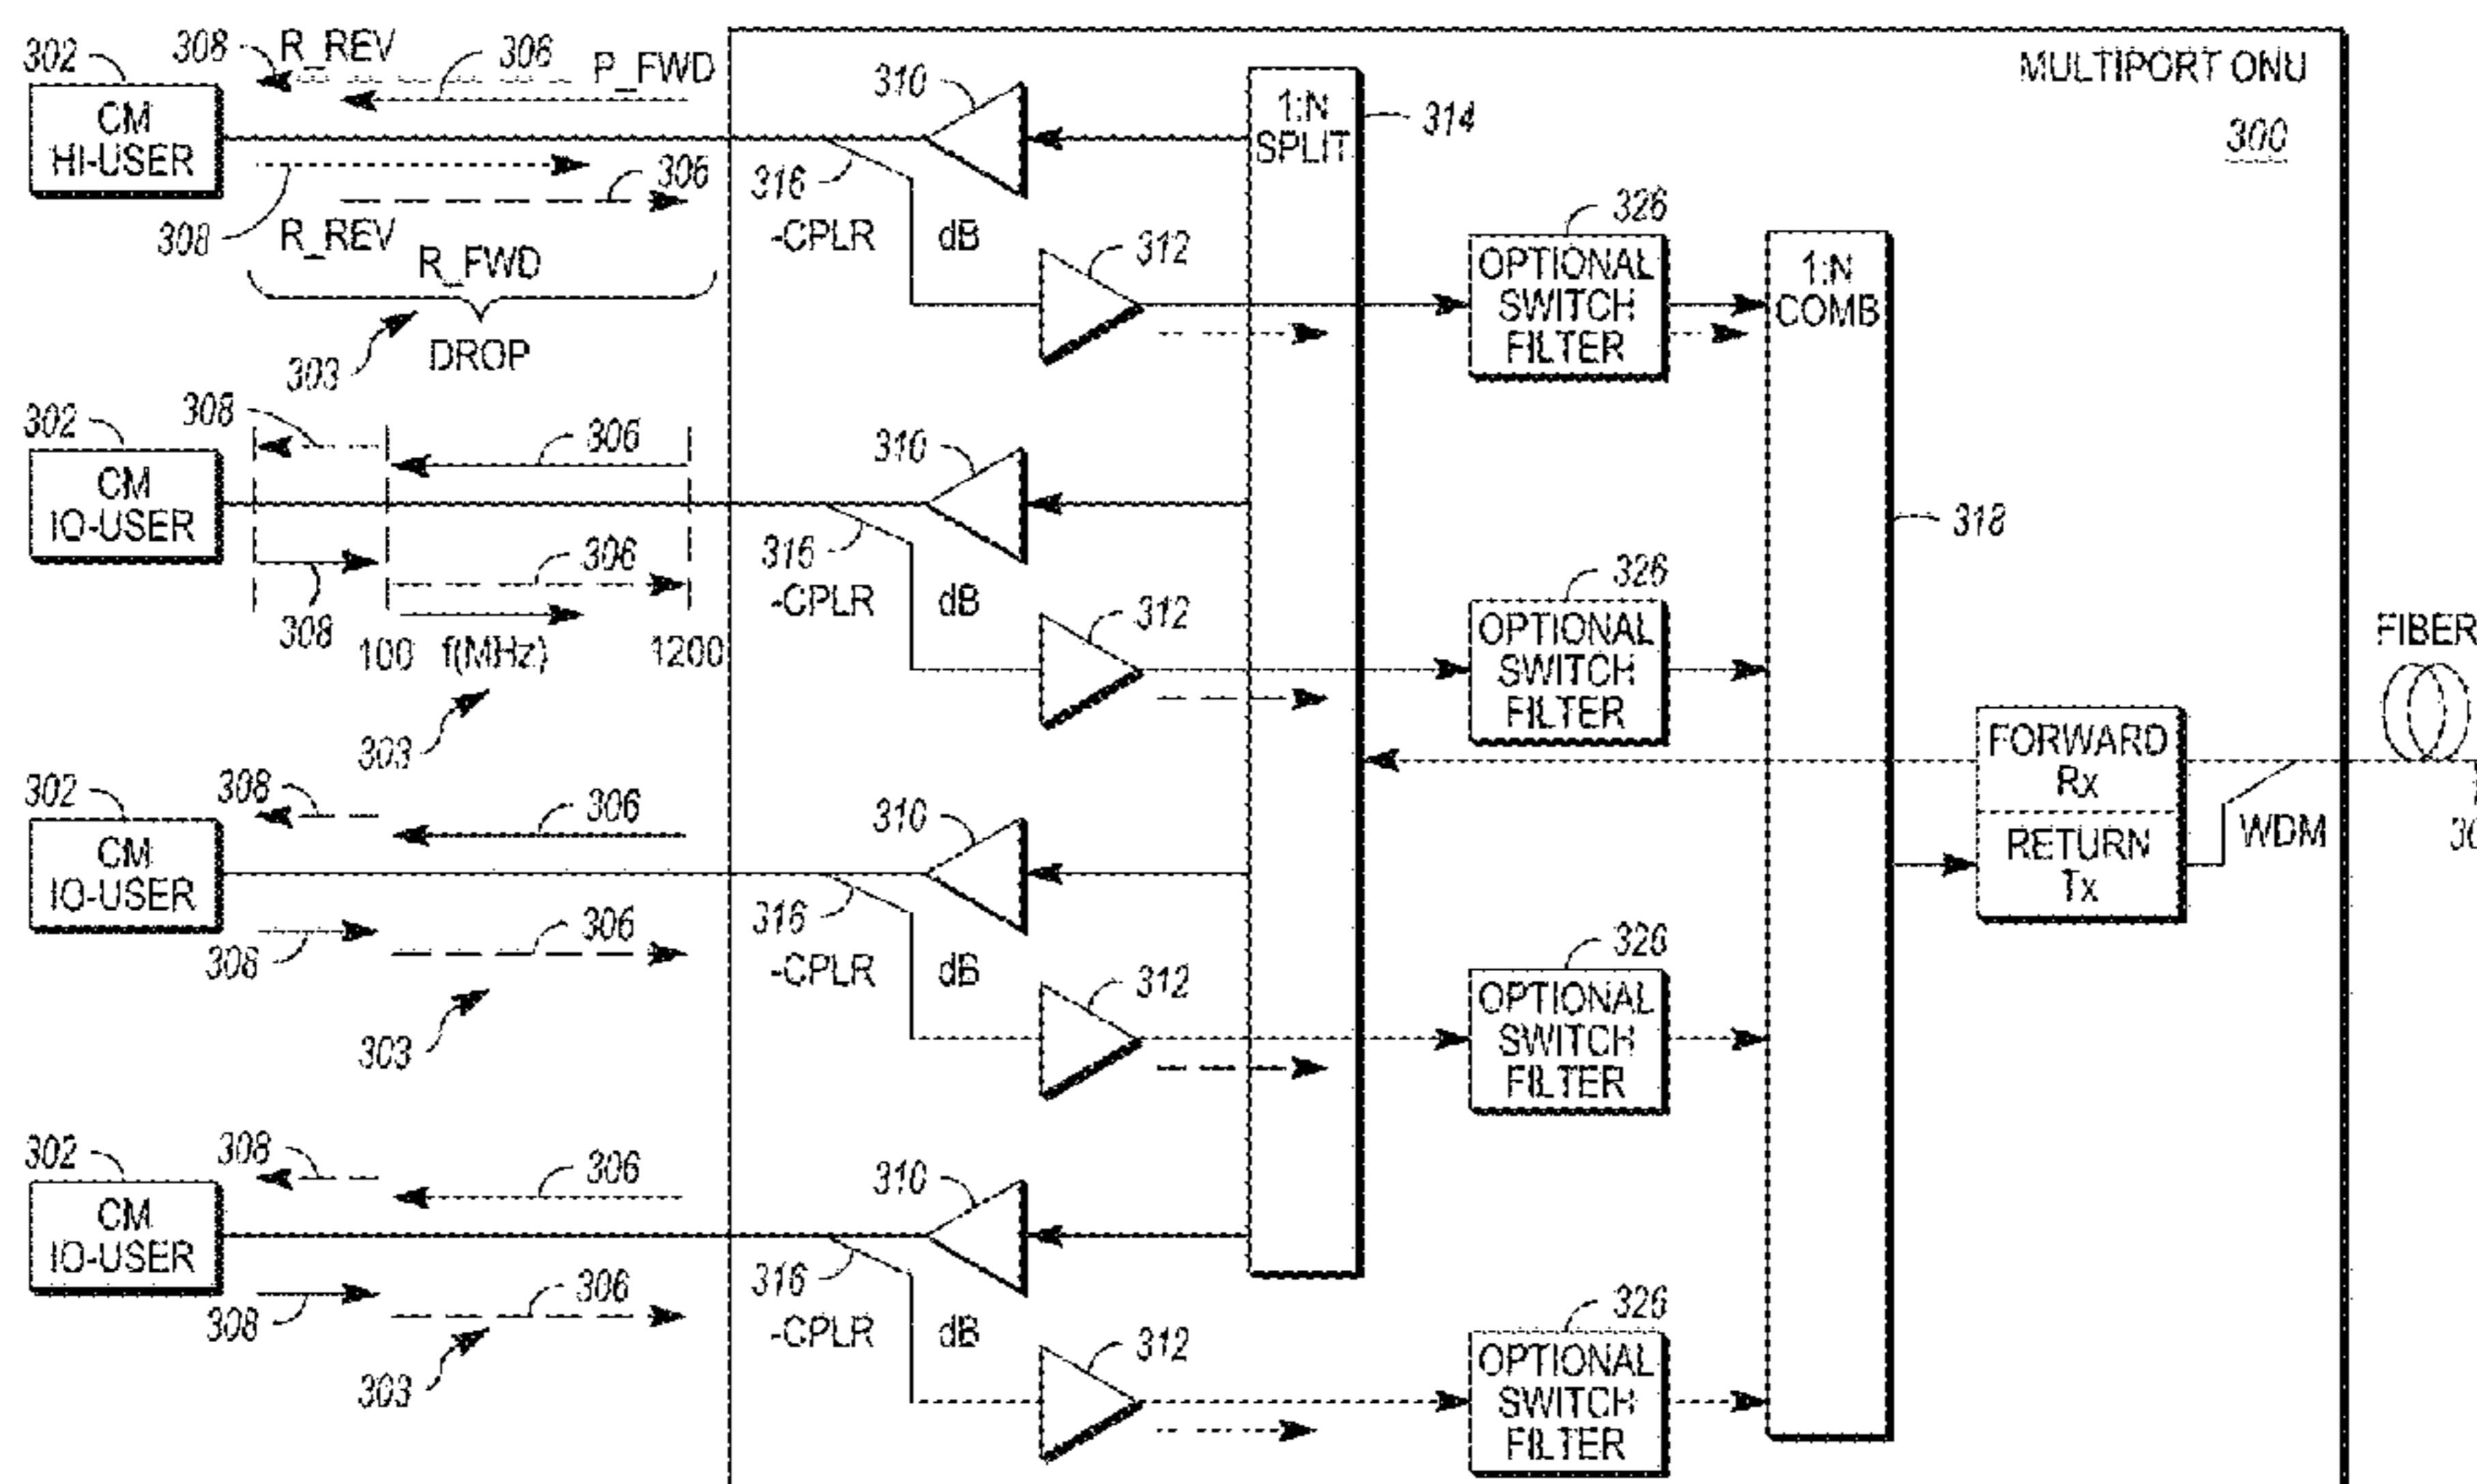 302
308
R_REV
306
P_FWD
MULTIPORT ONU
300
CM
HI-USER
310
1:N
SPLIT
314
316
306
308
R_REV
R_FWD
-CPLR
dB
312
326
OPTIONAL
SWITCH
FILTER
1:N
COMB
303
DROP
302
308
306
310
CM
IO-USER
316
318
306
308
100
f(MHz)
1200
-CPLR
dB
312
326
OPTIONAL
SWITCH
FILTER
FIBER
303
FORWARD
Rx
RETURN
Tx
WDM
302
308
306
310
CM
IO-USER
316
308
306
-CPLR
dB
312
326
OPTIONAL
SWITCH
FILTER
303
302
308
306
310
CM
IO-USER
316
308
306
-CPLR
dB
312
326
OPTIONAL
SWITCH
FILTER
303